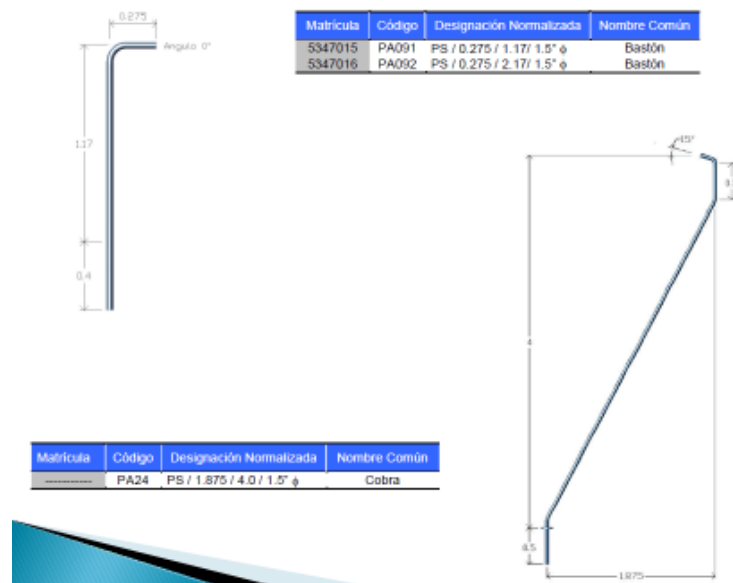 0.275
Angulo 0°
Matrícula Código Designación Normalizada Nombre Común
5347015 PA091 PS / 0.275 / 1.17/ 1.5" ϕ Bastón
5347016 PA092 PS / 0.275 / 2.17/ 1.5" ϕ Bastón
1.17
0.4
15°
4
Matrícula Código Designación Normalizada Nombre Común
------------ PA24 PS / 1.875 / 4.0 / 1.5" ϕ Cobra
0.5
1.875